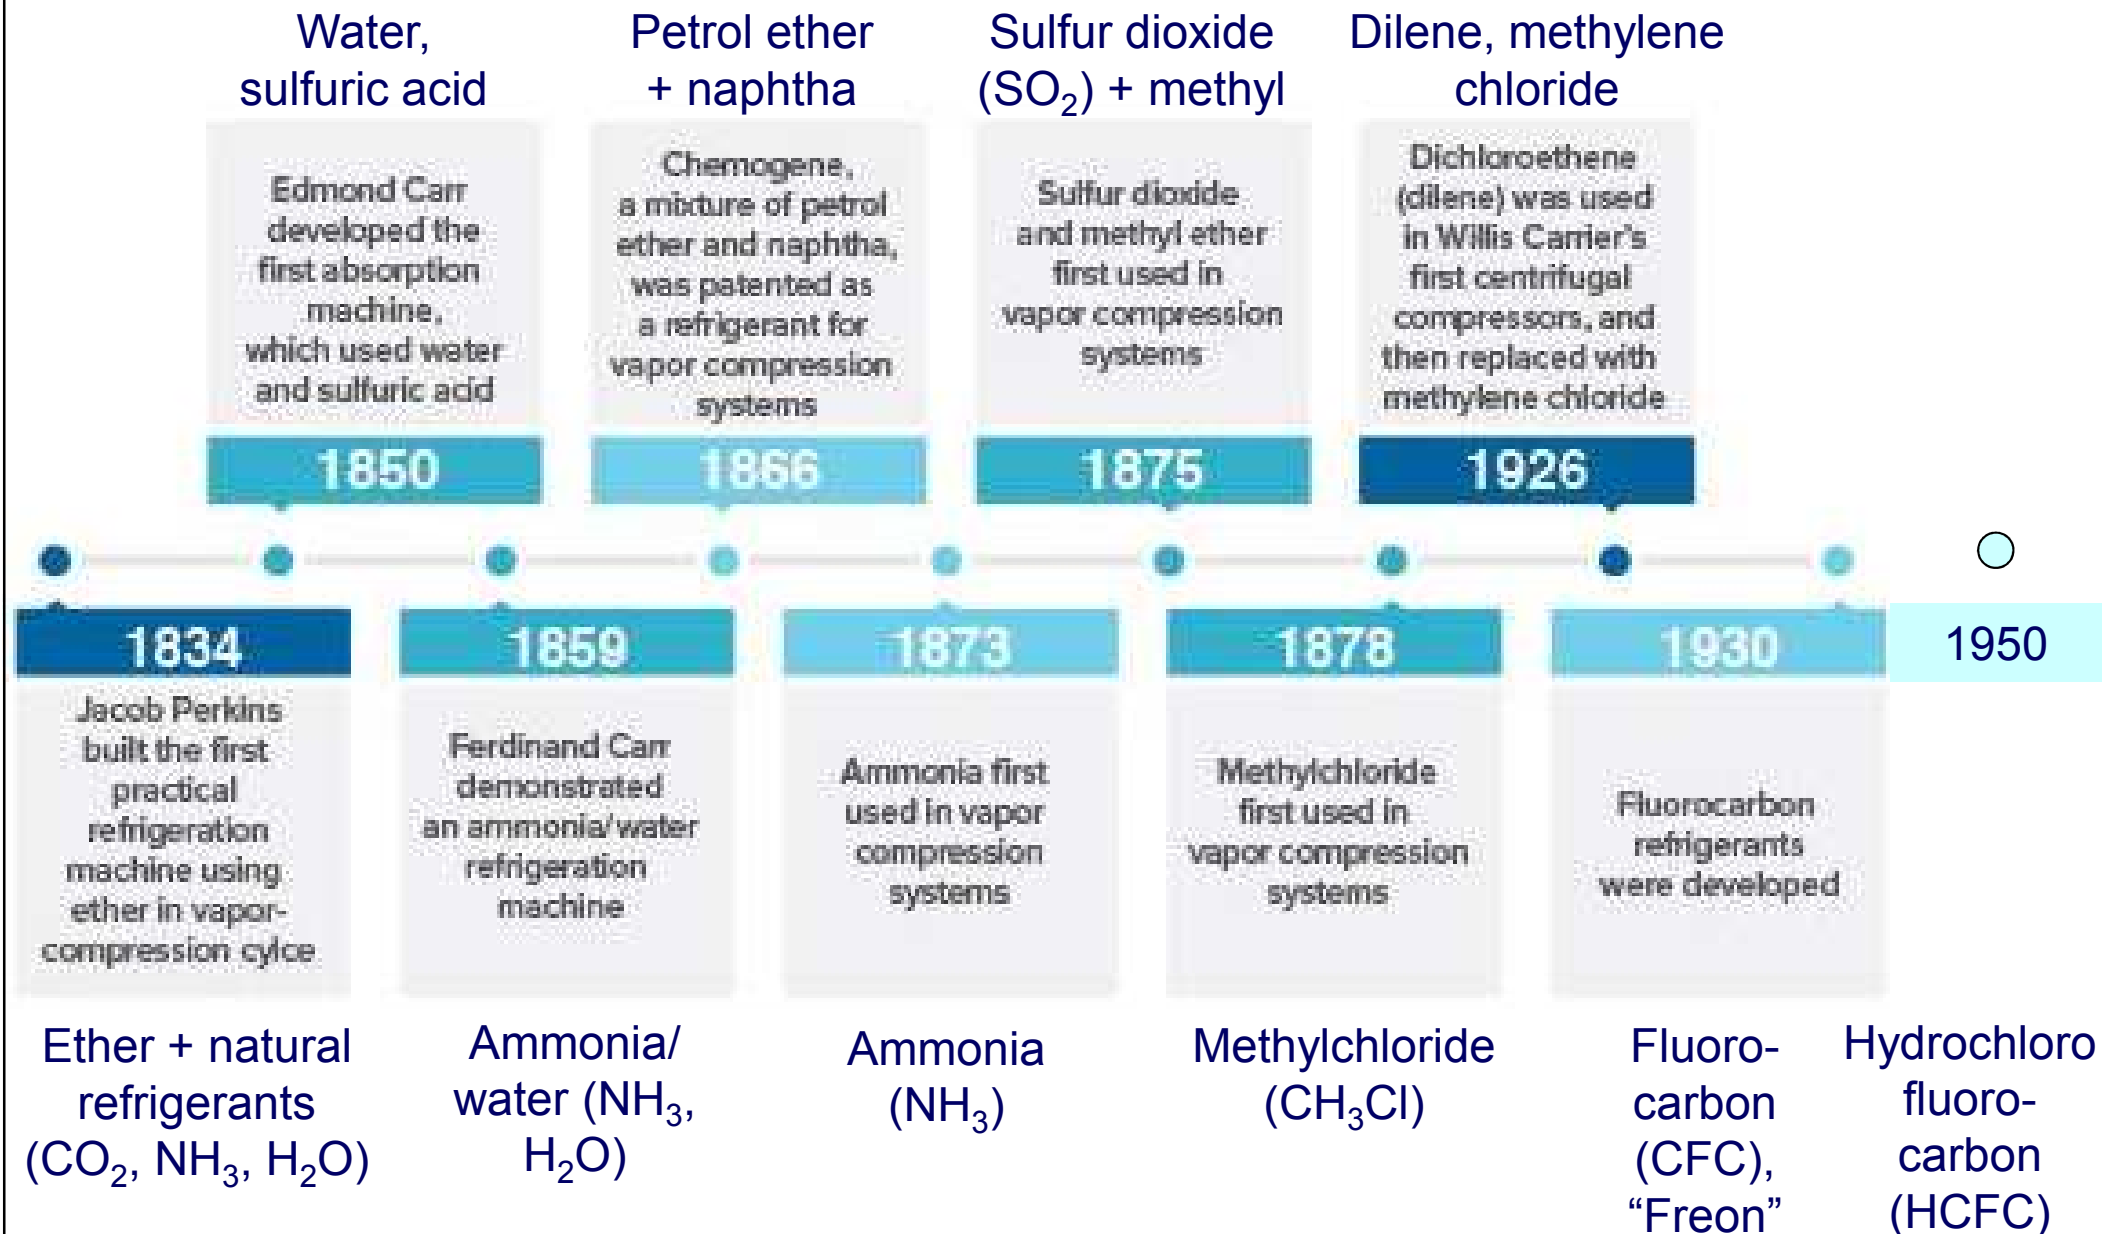 Water,
sulfuric acid
Edmond Carr
developed the
first absorption
machine,
which used water
and sulfuric acid
1850
Petrol ether
+ naphtha
Chemogene,
a mixture of petrol
ether and naphtha,
was patented as
a refrigerant for
vapor compression
systems
1866
Sulfur dioxide
(SO₂) + methyl
Sulfur dioxide
and methyl ether
first used in
vapor compression
systems
1875
Dilene, methylene
chloride
Dichloroethene
(dilene) was used
in Willis Carrier's
first centrifugal
compressors, and
then replaced with
methylene chloride
1926
1834
Jacob Perkins
built the first
practical
refrigeration
machine using
ether in vapor-
compression cylce
Ether + natural
refrigerants
(CO₂, NH₃, H₂O)
1859
Ferdinand Carr
demonstrated
an ammonia/water
refrigeration
machine
Ammonia/
water (NH₃,
H₂O)
1873
Ammonia first
used in vapor
compression
systems
Ammonia
(NH₃)
1878
Methylchloride
first used in
vapor compression
systems
Methylchloride
(CH₃Cl)
1930
Fluorocarbon
refrigerants
were developed
Fluoro-
carbon
(CFC),
“Freon”
1950
Hydrochloro
fluoro-
carbon
(HCFC)